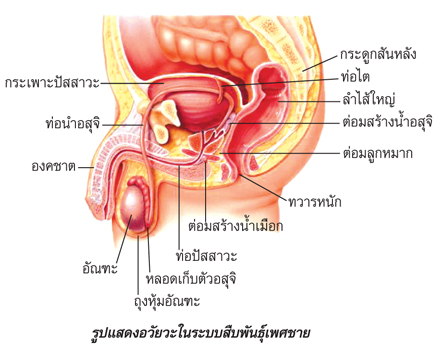 กระดูกสันหลัง
ท่อไต
กระเพาะปัสสาวะ
ลำไส้ใหญ่
ต่อมสร้างน้ำอสุจิ
ท่อนำอสุจิ
ต่อมลูกหมาก
องคชาต
ทวารหนัก
ต่อมสร้างน้ำเมือก
ท่อปัสสาวะ
อัณฑะ
หลอดเก็บตัวอสุจิ
ถุงหุ้มอัณฑะ
รูปแสดงอวัยวะในระบบสืบพันธุ์เพศชาย